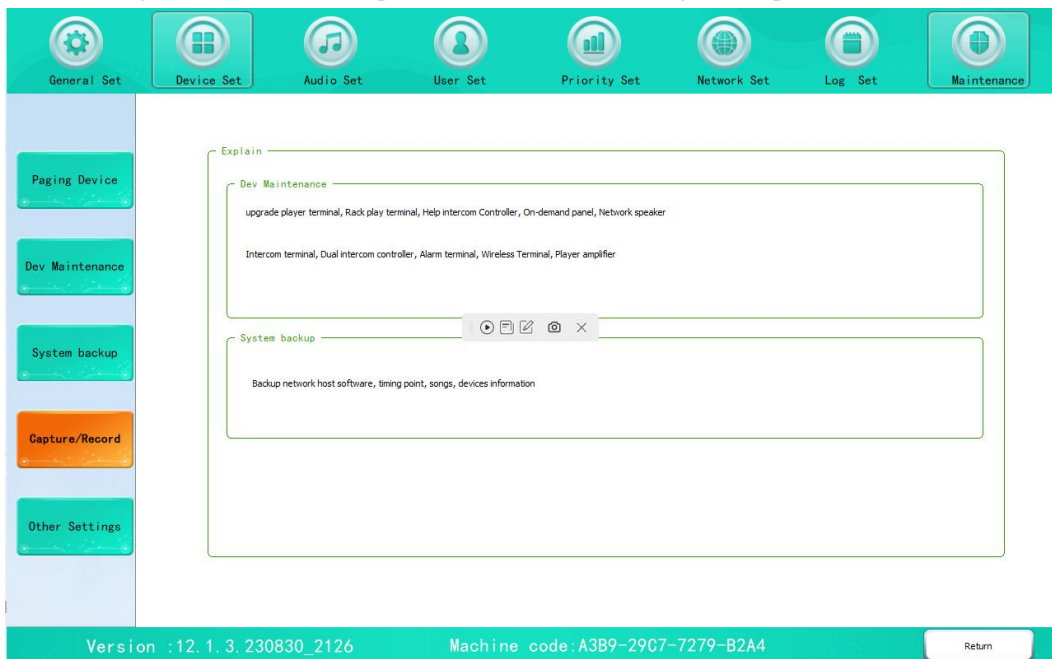 General Set
Device Set
Audio Set
User Set
Priority Set
Network Set
Log Set
Maintenance
Paging Device
Dev Maintenance
System backup
Capture/Record
Other Settings
Explain
Dev Maintenance
upgrade player terminal, Rack play terminal, Help intercom Controller, On-demand panel, Network speaker
Intercom terminal, Dual intercom controller, Alarm terminal, Wireless Terminal, Player amplifier
System backup
Backup network host software, timing point, songs, devices information
Version :12.1.3.230830_2126
Machine code:A3B9-29C7-7279-B2A4
Return